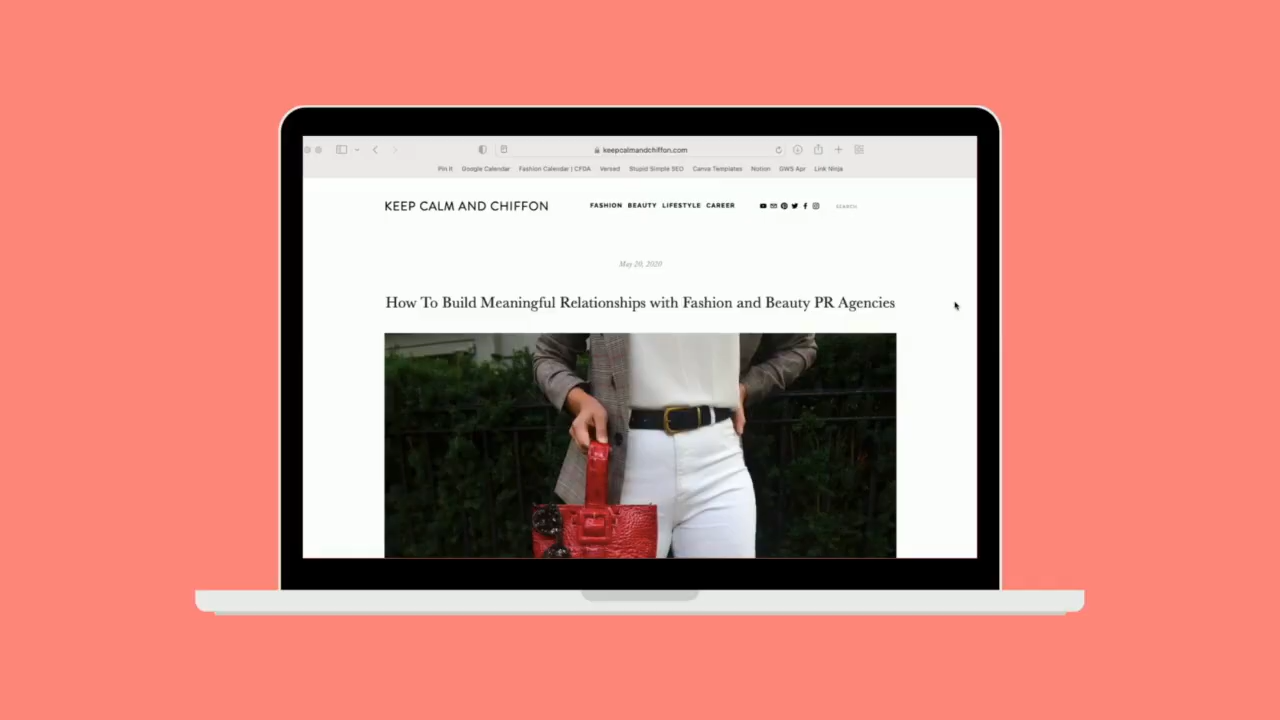 keepcalmandchiffon.com
Pin It Google Calendar Fashion Calendar | CFDA Versed Stupid Simple SEO Canva Templates Notion GWS Apr Link Ninja
KEEP CALM AND CHIFFON FASHION BEAUTY LIFESTYLE CAREER SEARCH
May 20, 2020
How To Build Meaningful Relationships with Fashion and Beauty PR Agencies